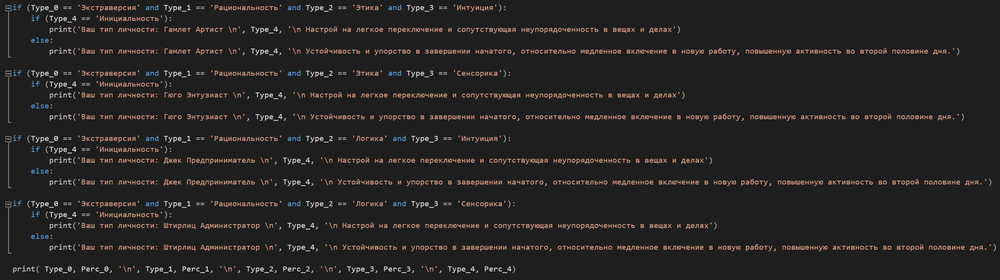 if (Type_0 == 'Экстраверсия' and Type_1 == 'Рациональность' and Type_2 == 'Этика' and Type_3 == 'Интуиция'):
    if (Type_4 == 'Инициальность'):
        print('Ваш тип личности: Гамлет Артист \n', Type_4, '\n Настрой на легкое переключение и сопутствующая неупорядоченность в вещах и делах')
    else:
        print('Ваш тип личности: Гамлет Артист \n', Type_4, '\n Устойчивость и упорство в завершении начатого, относительно медленное включение в новую работу, повышенную активность во второй половине дня.')
if (Type_0 == 'Экстраверсия' and Type_1 == 'Рациональность' and Type_2 == 'Этика' and Type_3 == 'Сенсорика'):
    if (Type_4 == 'Инициальность'):
        print('Ваш тип личности: Гюго Энтузиаст \n', Type_4, '\n Настрой на легкое переключение и сопутствующая неупорядоченность в вещах и делах')
    else:
        print('Ваш тип личности: Гюго Энтузиаст \n', Type_4, '\n Устойчивость и упорство в завершении начатого, относительно медленное включение в новую работу, повышенную активность во второй половине дня.')
if (Type_0 == 'Экстраверсия' and Type_1 == 'Рациональность' and Type_2 == 'Логика' and Type_3 == 'Интуиция'):
    if (Type_4 == 'Инициальность'):
        print('Ваш тип личности: Джек Предприниматель \n', Type_4, '\n Настрой на легкое переключение и сопутствующая неупорядоченность в вещах и делах')
    else:
        print('Ваш тип личности: Джек Предприниматель \n', Type_4, '\n Устойчивость и упорство в завершении начатого, относительно медленное включение в новую работу, повышенную активность во второй половине дня.')
if (Type_0 == 'Экстраверсия' and Type_1 == 'Рациональность' and Type_2 == 'Логика' and Type_3 == 'Сенсорика'):
    if (Type_4 == 'Инициальность'):
        print('Ваш тип личности: Штирлиц Администратор \n', Type_4, '\n Настрой на легкое переключение и сопутствующая неупорядоченность в вещах и делах')
    else:
        print('Ваш тип личности: Штирлиц Администратор \n', Type_4, '\n Устойчивость и упорство в завершении начатого, относительно медленное включение в новую работу, повышенную активность во второй половине дня.')
print( Type_0, Perc_0, '\n', Type_1, Perc_1, '\n', Type_2, Perc_2, '\n', Type_3, Perc_3, '\n', Type_4, Perc_4)